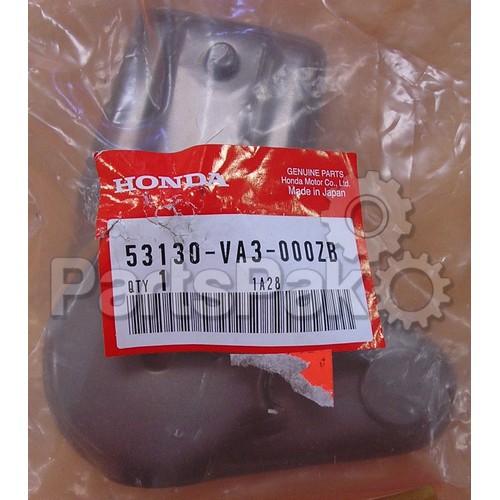 HONDA
GENUINE PARTS
Honda Motor Co., Ltd.
Made in Japan
53130-VA3-000ZB
QTY 1 1A28
PartsPak